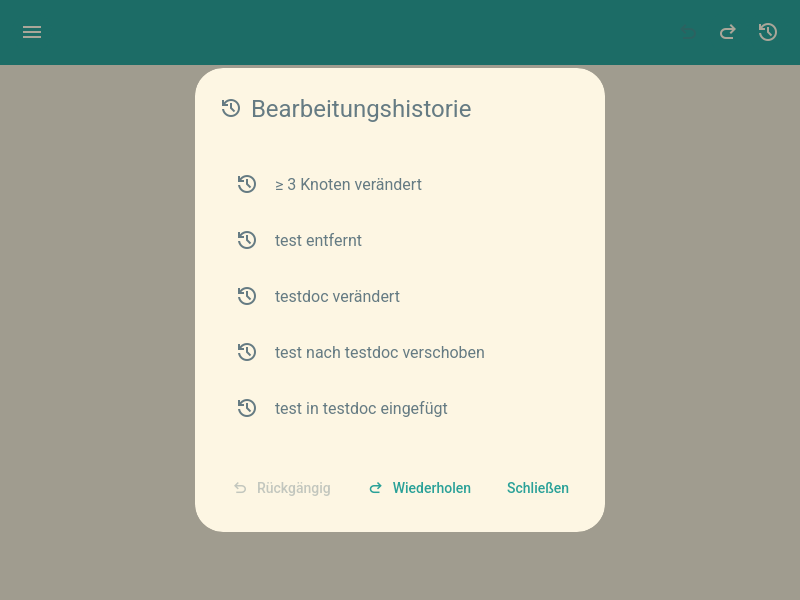 Bearbeitungshistorie
≥ 3 Knoten verändert
test entfernt
testdoc verändert
test nach testdoc verschoben
test in testdoc eingefügt
Rückgängig Wiederholen Schließen